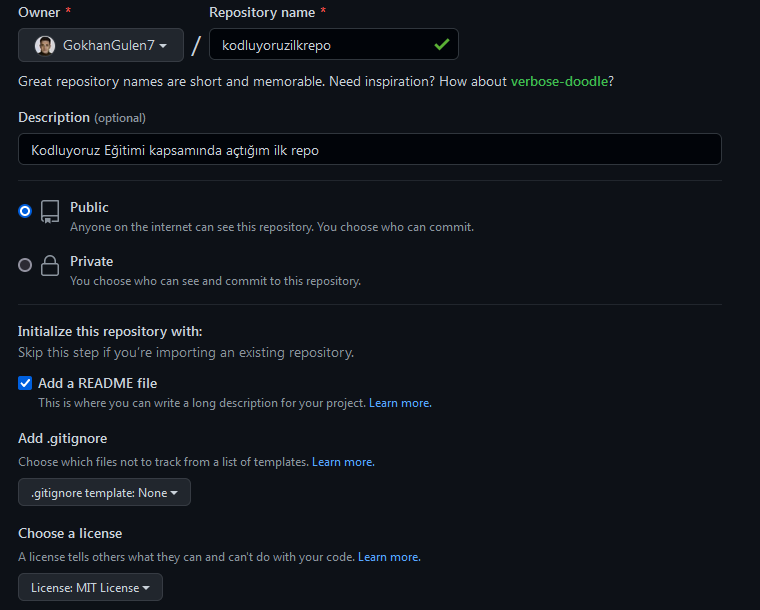 Owner * Repository name *
GokhanGulen7 / kodluyoruzilkrepo
Great repository names are short and memorable. Need inspiration? How about verbose-doodle?
Description (optional)
Kodluyoruz Eğitimi kapsamında açtığım ilk repo
Public
Anyone on the internet can see this repository. You choose who can commit.
Private
You choose who can see and commit to this repository.
Initialize this repository with:
Skip this step if you’re importing an existing repository.
Add a README file
This is where you can write a long description for your project. Learn more.
Add .gitignore
Choose which files not to track from a list of templates. Learn more.
.gitignore template: None
Choose a license
A license tells others what they can and can't do with your code. Learn more.
License: MIT License